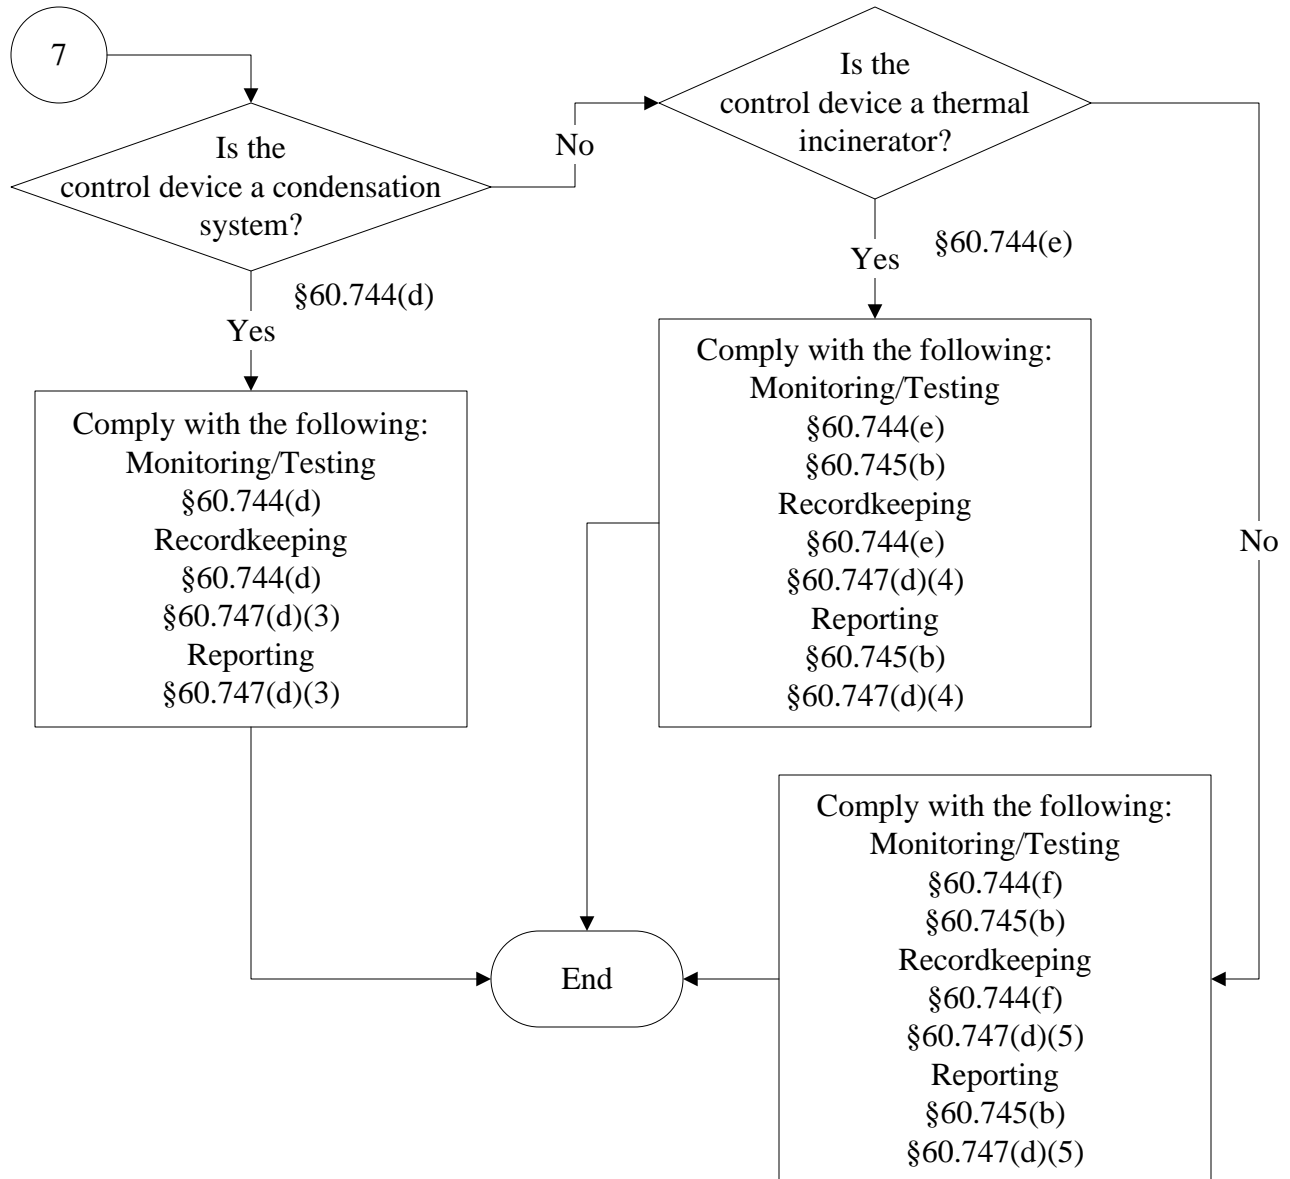 7
Is the
control device a condensation
system?
No
Is the
control device a thermal
incinerator?
§60.744(d)
Yes
§60.744(e)
Yes
No
Comply with the following:
Monitoring/Testing
§60.744(d)
Recordkeeping
§60.744(d)
§60.747(d)(3)
Reporting
§60.747(d)(3)
Comply with the following:
Monitoring/Testing
§60.744(e)
§60.745(b)
Recordkeeping
§60.744(e)
§60.747(d)(4)
Reporting
§60.745(b)
§60.747(d)(4)
Comply with the following:
Monitoring/Testing
§60.744(f)
§60.745(b)
Recordkeeping
§60.744(f)
§60.747(d)(5)
Reporting
§60.745(b)
§60.747(d)(5)
End